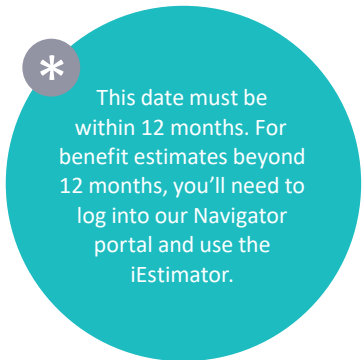 *
This date must be
within 12 months. For
benefit estimates beyond
12 months, you’ll need to
log into our Navigator
portal and use the
iEstimator.